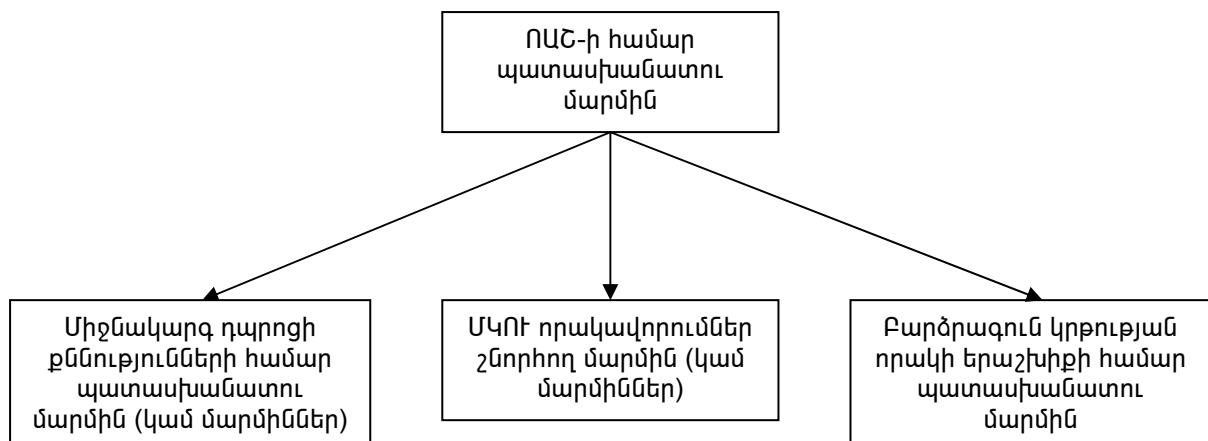 ՈԱՇ-ի համար
պատասխանատու
մարմին
Միջնակարգ դպրոցի
քննությունների համար
պատասխանատու
մարմին (կամ մարմիններ)
ՄԿՈՒ որակավորումներ
շնորհող մարմին (կամ
մարմիններ)
Բարձրագույն կրթության
որակի երաշխիքի համար
պատասխանատու
մարմին